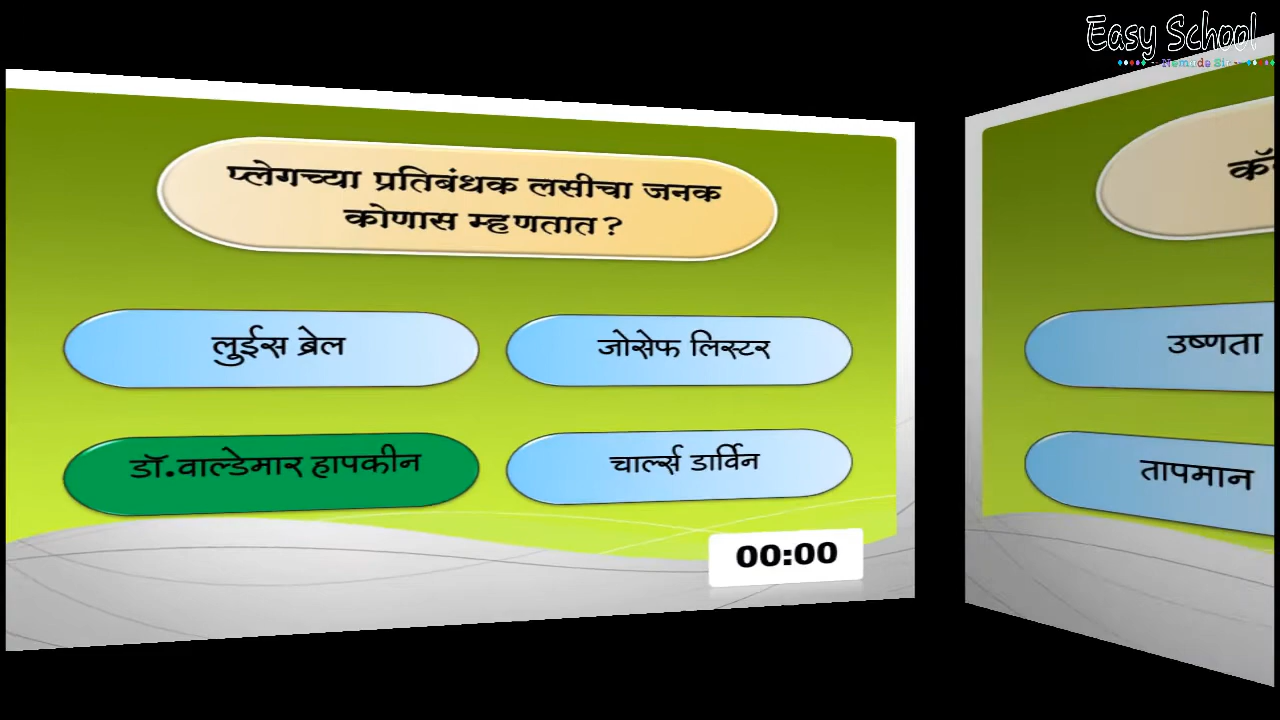 Easy School
प्लेगच्या प्रतिबंधक लसीचा जनक
कोणास म्हणतात?
लुईस ब्रेल
जोसेफ लिस्टर
डॉ.वाल्डेमार हापकीन
चार्ल्स डार्विन
00:00
उष्णता
तापमान